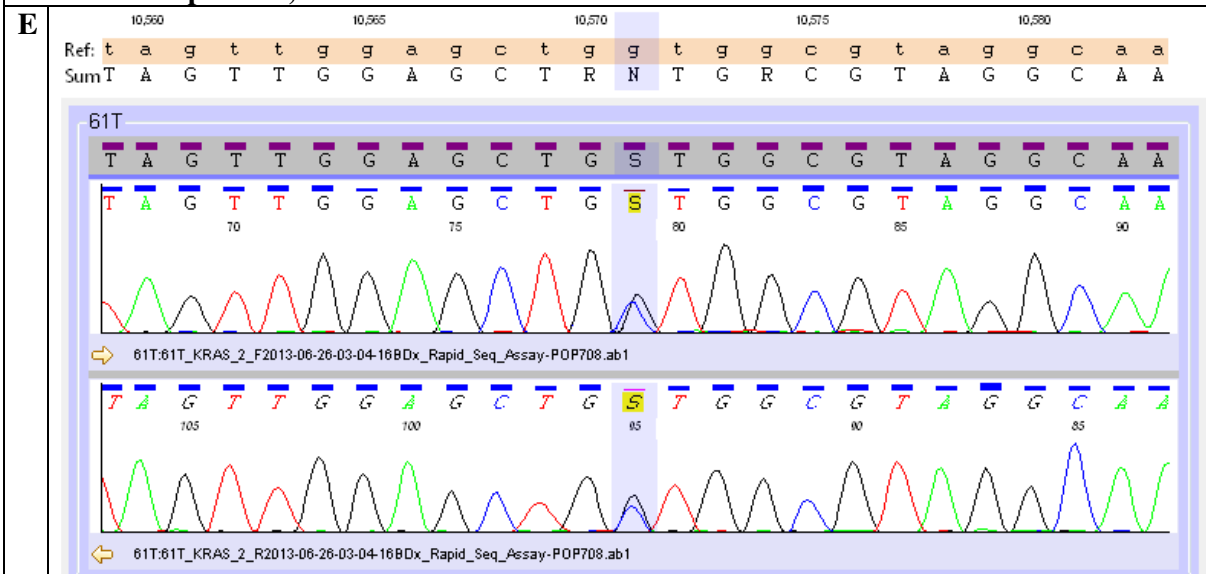 E
10,560 10,565 10,570 10,575 10,580
Ref: t a g t t g g a g c t g g t g g c g t a g g c a a
Sum T A G T T G G A G C T R N T G R C G T A G G C A A
61T
T A G T T G G A G C T G S T G G C G T A G G C A A
T A G T T G G A G C T G S T G G C G T A G G C A A
70 75 80 85 90
61T:61T_KRAS_2_F2013-06-26-03-04-16BDx_Rapid_Seq_Assay-POP708.ab1
T A G T T G G A G C T G S T G G C G T A G G C A A
105 100 95 90 85
61T:61T_KRAS_2_R2013-06-26-03-04-16BDx_Rapid_Seq_Assay-POP708.ab1